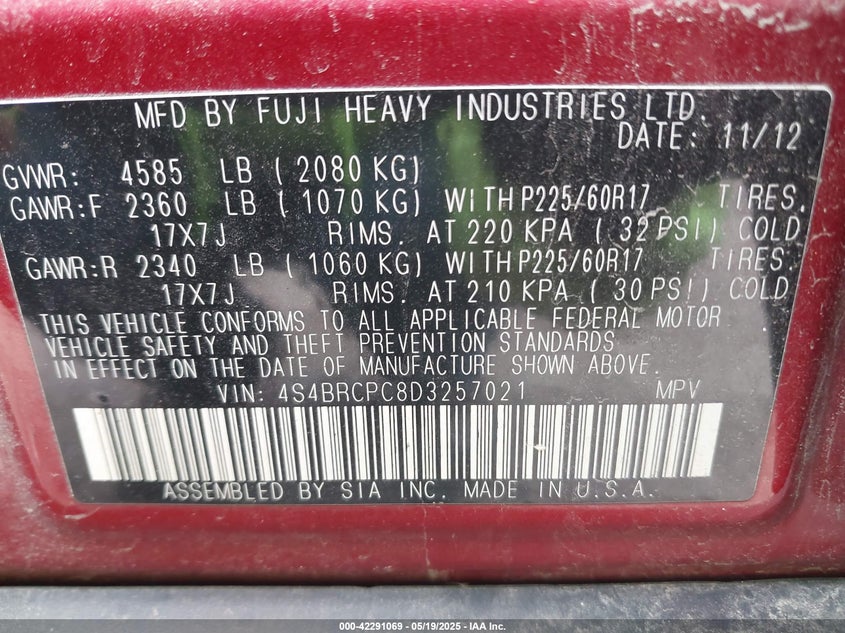 MFD BY FUJI HEAVY INDUSTRIES LTD.
DATE: 11/12
GVWR: 4585 LB ( 2080 KG)
GAWR:F 2360 LB ( 1070 KG) WITH P225/60R17 TIRES.
17X7J RIMS. AT 220 KPA ( 32 PSI) COLD
GAWR:R 2340 LB ( 1060 KG) WITH P225/60R17 TIRES.
17X7J RIMS. AT 210 KPA ( 30 PSI) COLD
THIS VEHICLE CONFORMS TO ALL APPLICABLE FEDERAL MOTOR
VEHICLE SAFETY AND THEFT PREVENTION STANDARDS
IN EFFECT ON THE DATE OF MANUFACTURE SHOWN ABOVE.
VIN: 4S4BRCPC8D3257021 MPV
ASSEMBLED BY SIA INC. MADE IN U.S.A.
000-42291069 - 05/19/2025 - IAA Inc.